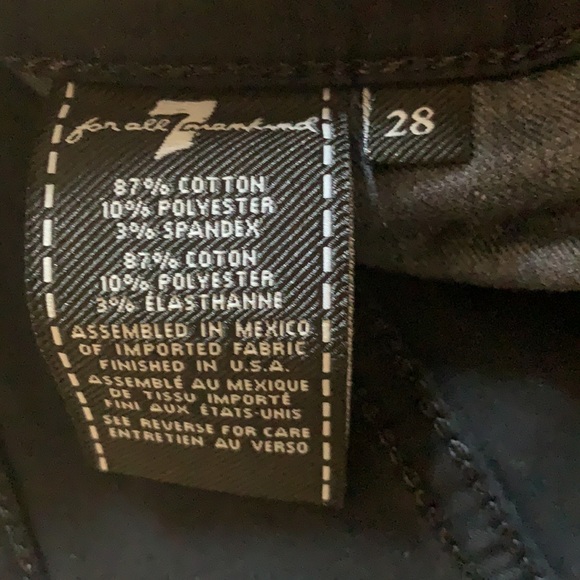 for all 7 mankind
28
87% COTTON
10% POLYESTER
3% SPANDEX
87% COTON
10% POLYESTER
3% ÉLASTHANNE
ASSEMBLED IN MEXICO
OF IMPORTED FABRIC
FINISHED IN U.S.A.
ASSEMBLÉ AU MEXIQUE
DE TISSU IMPORTÉ
FINI AUX ÉTATS-UNIS
SEE REVERSE FOR CARE
ENTRETIEN AU VERSO